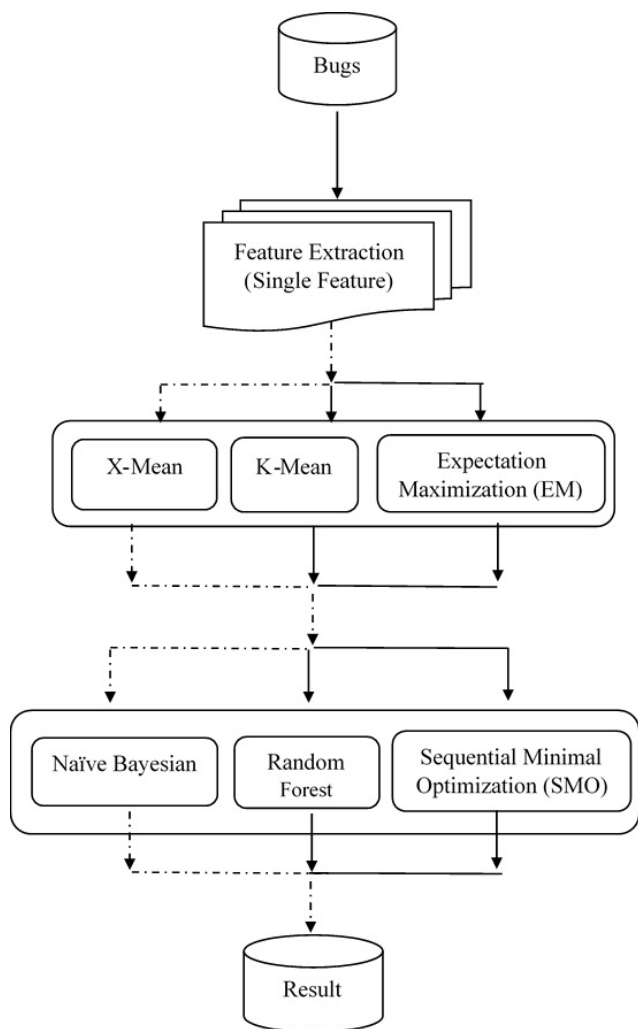 Bugs
Feature Extraction
(Single Feature)
X-Mean
K-Mean
Expectation
Maximization (EM)
Naïve Bayesian
Random
Forest
Sequential Minimal
Optimization (SMO)
Result